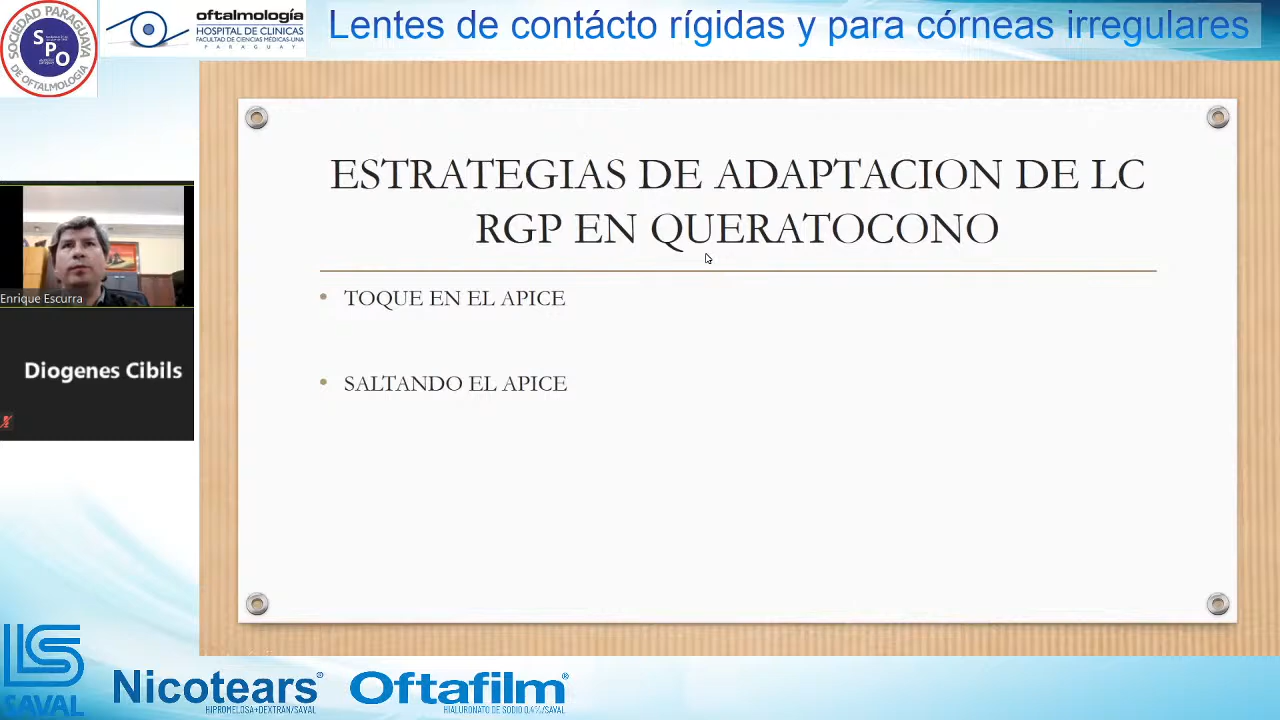 Lentes de contácto rígidas y para córneas irregulares
SOCIEDAD PARAGUAYA
DE OFTALMOLOGIA
S
P
O
oftalmología
HOSPITAL DE CLINICAS
FACULTAD DE CIENCIAS MÉDICAS-UNA
PARAGUAY
ESTRATEGIAS DE ADAPTACION DE LC
RGP EN QUERATOCONO
• TOQUE EN EL APICE
• SALTANDO EL APICE
Enrique Escurra
Diogenes Cibils
LS
SAVAL
Nicotears®
HIPROMELOSA+DEXTRÁN/SAVAL
Oftafilm®
HIALURONATO DE SODIO 0.4%/SAVAL